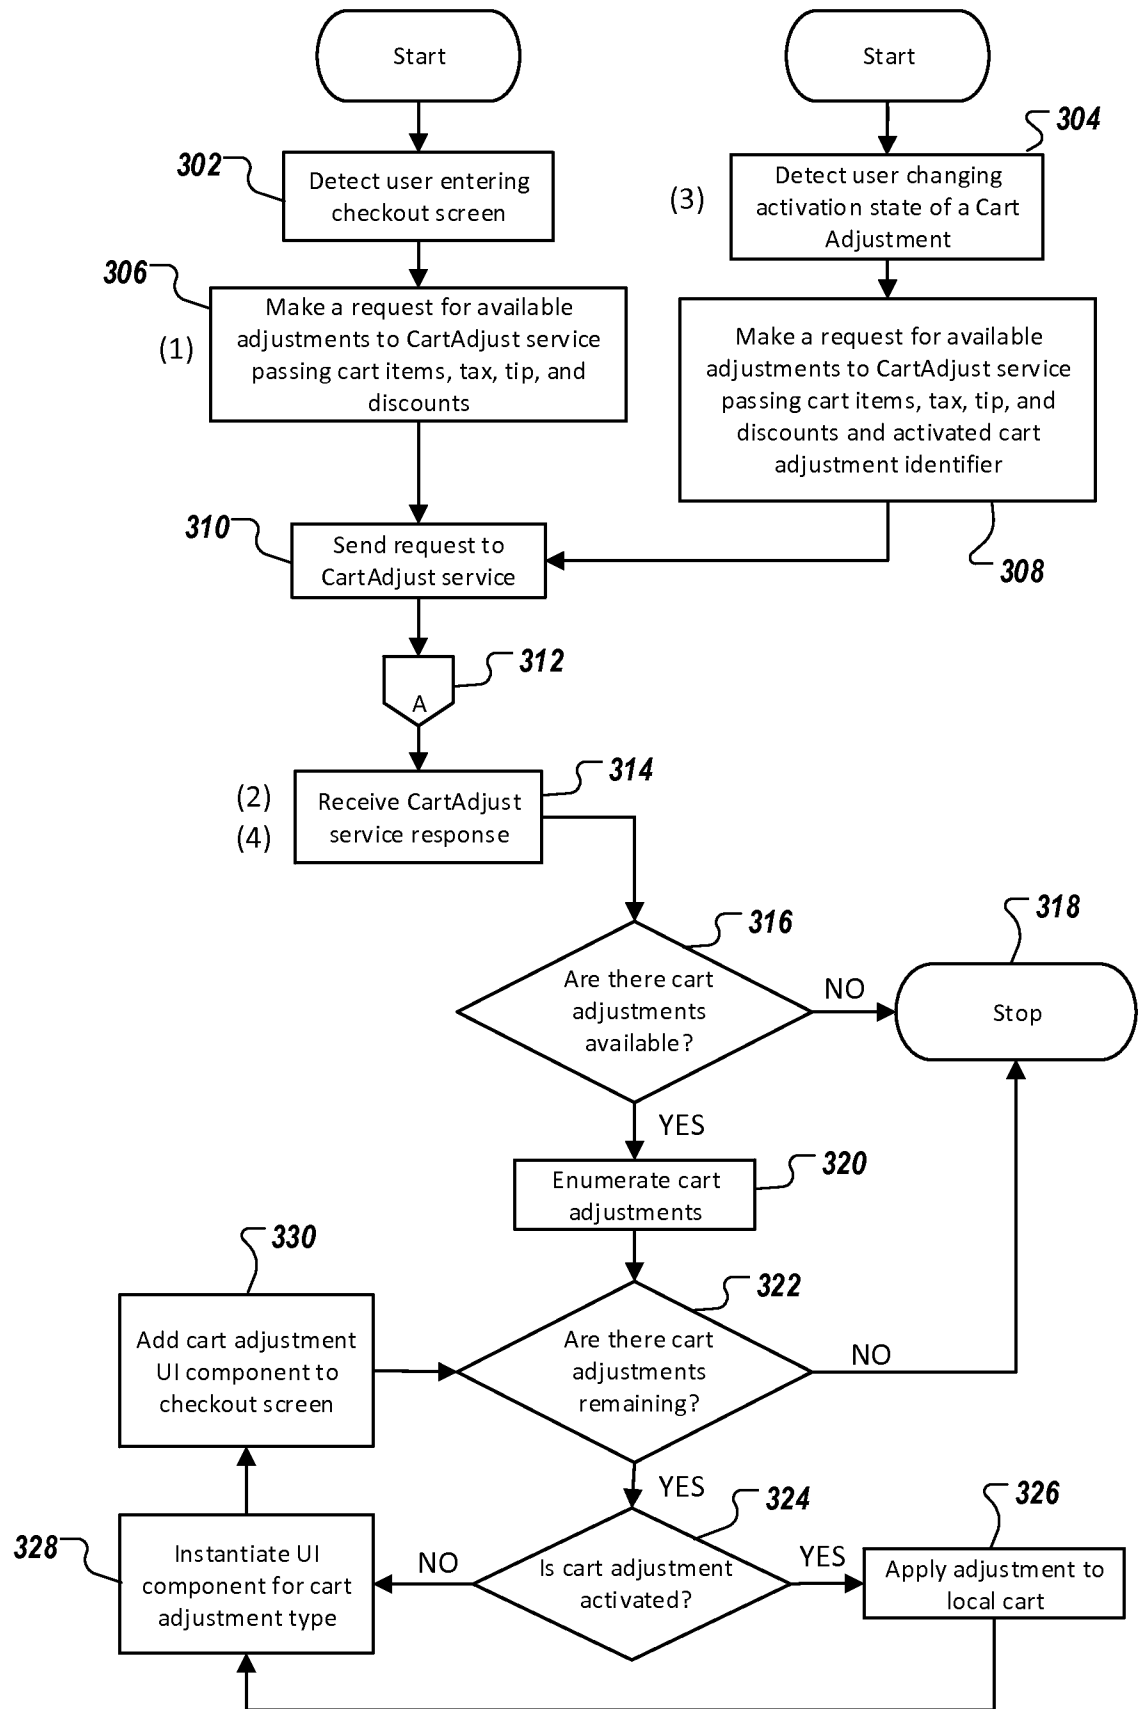 Start
Start
304
302
Detect user entering
checkout screen
(3)
Detect user changing
activation state of a Cart
Adjustment
306
(1)
Make a request for available
adjustments to CartAdjust service
passing cart items, tax, tip, and
discounts
Make a request for available
adjustments to CartAdjust service
passing cart items, tax, tip, and
discounts and activated cart
adjustment identifier
308
310
Send request to
CartAdjust service
312
A
314
(2)
(4)
Receive CartAdjust
service response
316
Are there cart
adjustments
available?
NO
318
Stop
YES
320
Enumerate cart
adjustments
330
Add cart adjustment
UI component to
checkout screen
322
Are there cart
adjustments
remaining?
NO
YES
324
Is cart adjustment
activated?
YES
326
Apply adjustment to
local cart
NO
328
Instantiate UI
component for cart
adjustment type